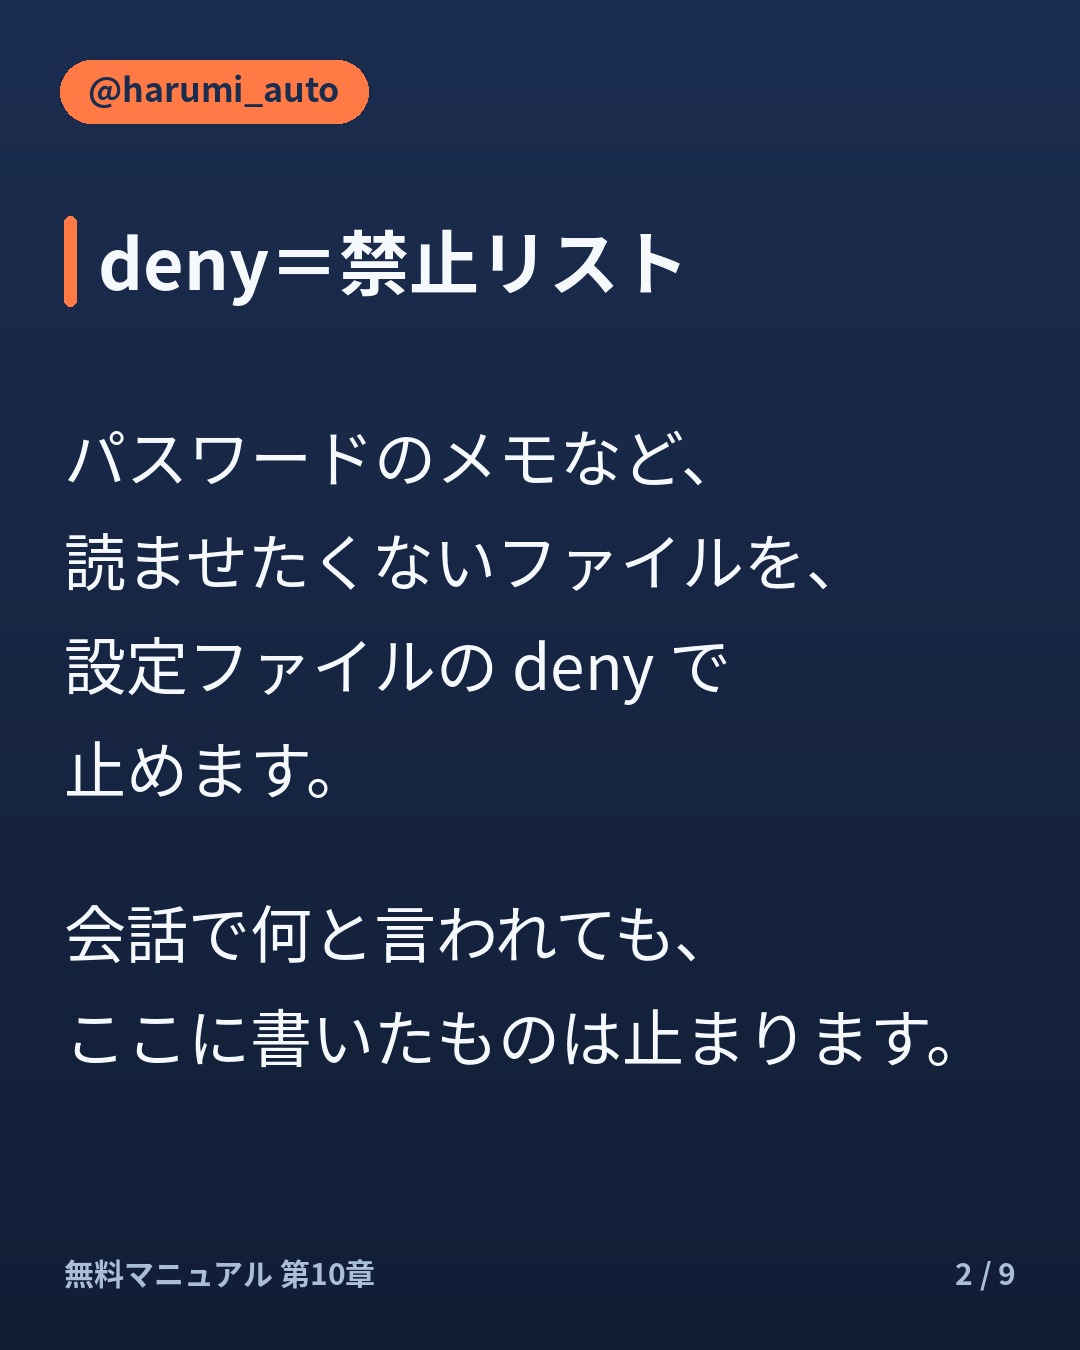 @harumi_auto
deny＝禁止リスト
パスワードのメモなど、
読ませたくないファイルを、
設定ファイルの deny で
止めます。
会話で何と言われても、
ここに書いたものは止まります。
無料マニュアル 第10章
2 / 9